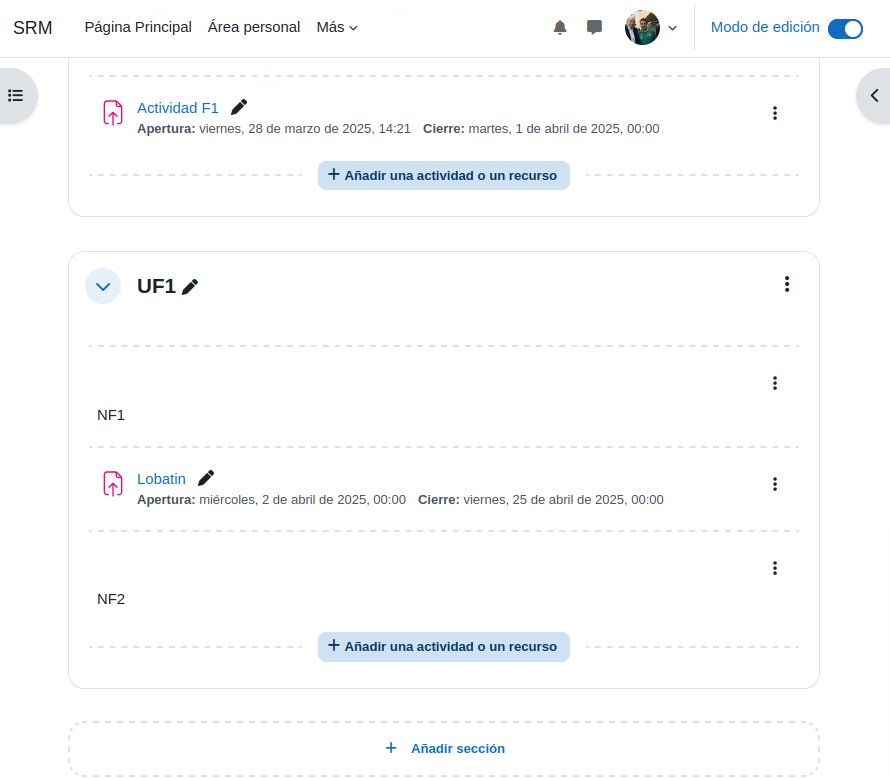 SRM Página Principal Área personal Más Modo de edición
Actividad F1
Apertura: viernes, 28 de marzo de 2025, 14:21 Cierre: martes, 1 de abril de 2025, 00:00
+ Añadir una actividad o un recurso
UF1
NF1
Lobatin
Apertura: miércoles, 2 de abril de 2025, 00:00 Cierre: viernes, 25 de abril de 2025, 00:00
NF2
+ Añadir una actividad o un recurso
+ Añadir sección